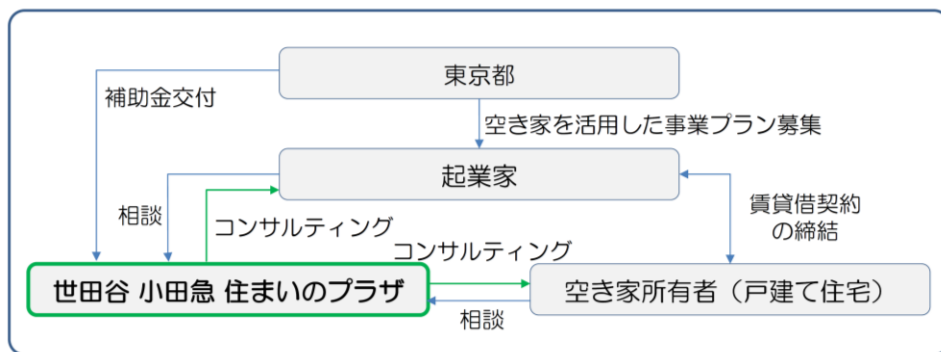 東京都
補助金交付
空き家を活用した事業プラン募集
起業家
相談
コンサルティング
賃貸借契約
の締結
コンサルティング
世田谷 小田急 住まいのプラザ
空き家所有者（戸建て住宅）
相談